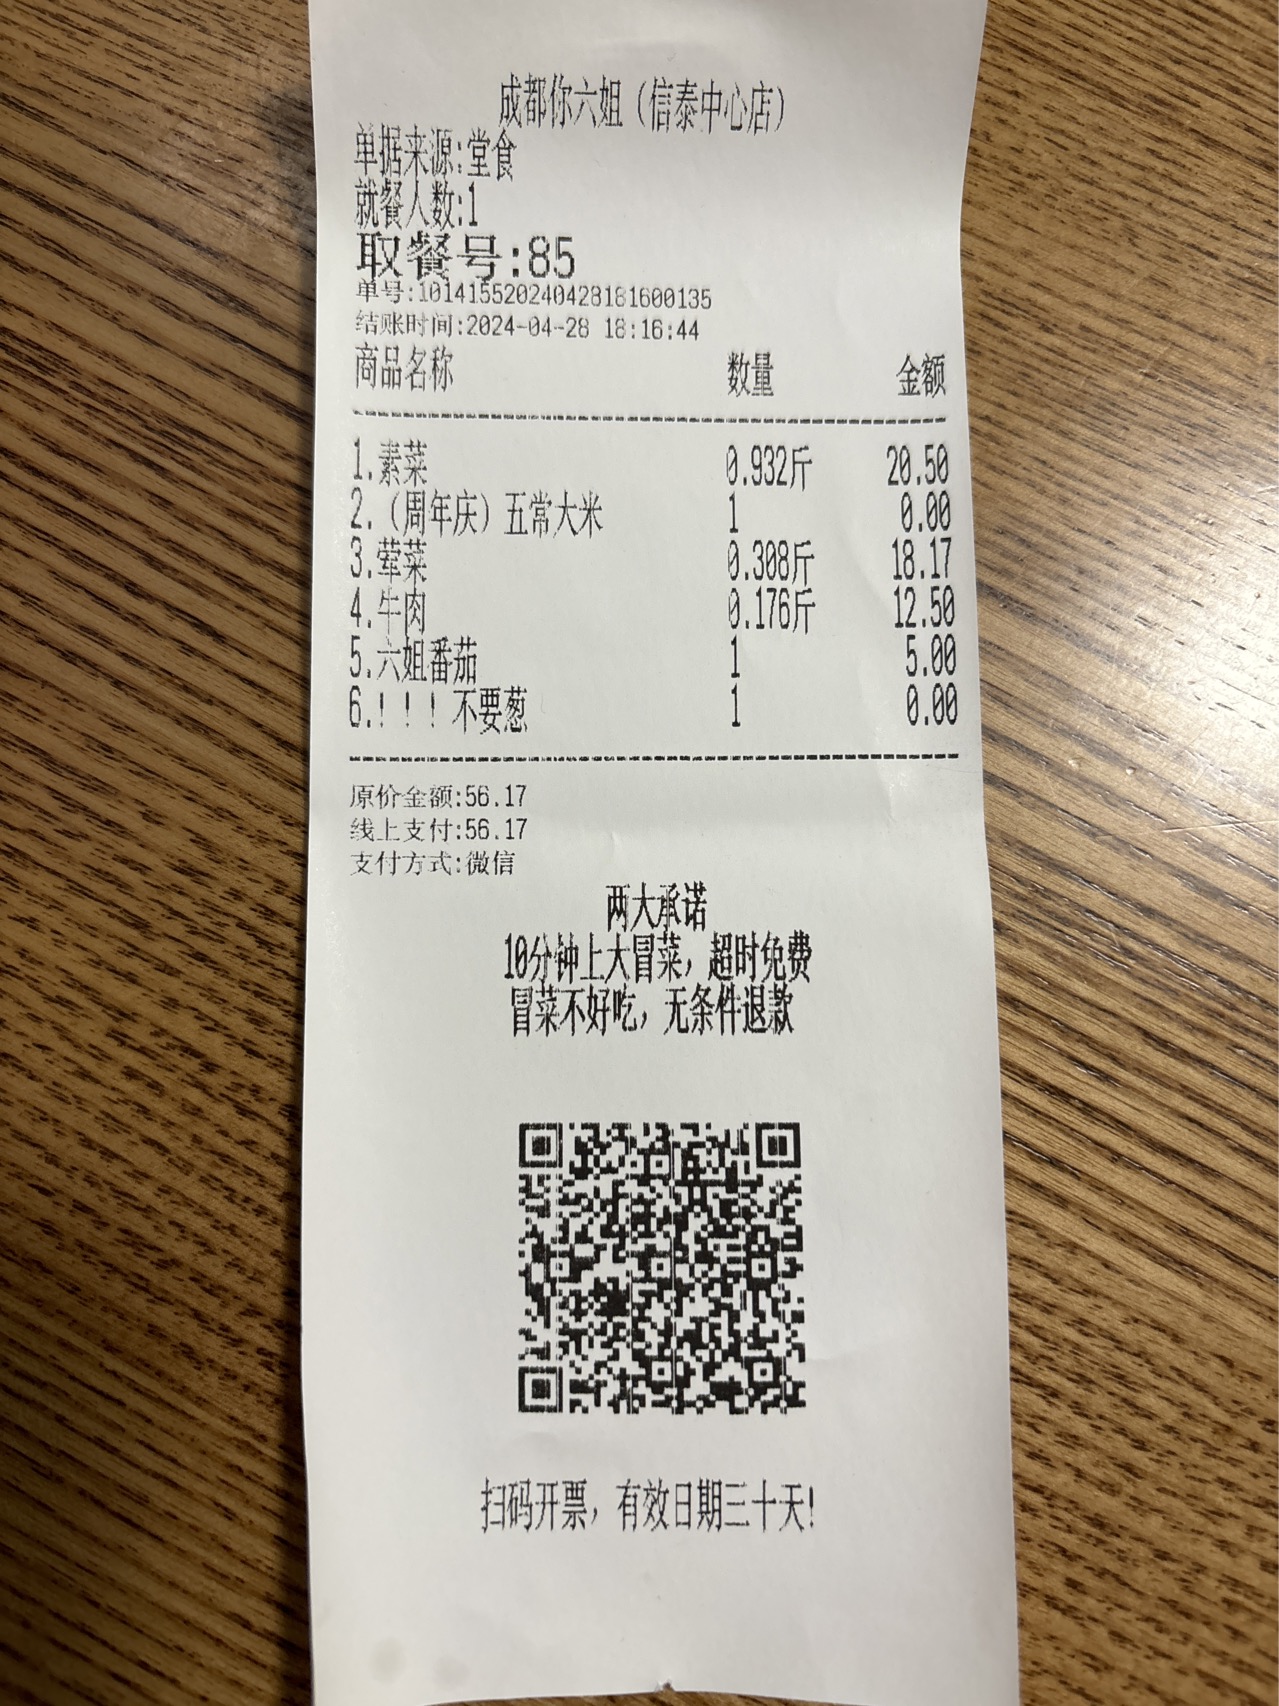 成都你六姐（信泰中心店）
单据来源:堂食
就餐人数:1
取餐号:85
单号:101415520240428181600135
结账时间:2024-04-28 18:16:44
商品名称 数量 金额
1.素菜 0.932斤 20.50
2.（周年庆）五常大米 1 0.00
3.荤菜 0.308斤 18.17
4.牛肉 0.176斤 12.50
5.六姐番茄 1 5.00
6.！！！不要葱 1 0.00
原价金额:56.17
线上支付:56.17
支付方式:微信
两大承诺
10分钟上大冒菜，超时免费
冒菜不好吃，无条件退款
扫码开票，有效日期三十天!